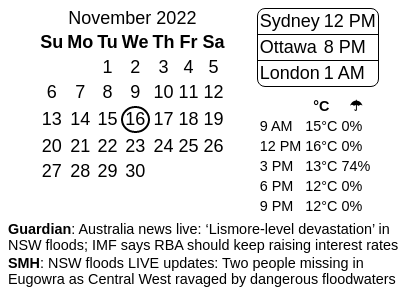 November 2022
Su Mo Tu We Th Fr Sa
1 2 3 4 5
6 7 8 9 10 11 12
13 14 15 16 17 18 19
20 21 22 23 24 25 26
27 28 29 30
Sydney 12 PM
Ottawa 8 PM
London 1 AM
°C ☂
9 AM 15°C 0%
12 PM 16°C 0%
3 PM 13°C 74%
6 PM 12°C 0%
9 PM 12°C 0%
Guardian: Australia news live: ‘Lismore-level devastation’ in
NSW floods; IMF says RBA should keep raising interest rates
SMH: NSW floods LIVE updates: Two people missing in
Eugowra as Central West ravaged by dangerous floodwaters